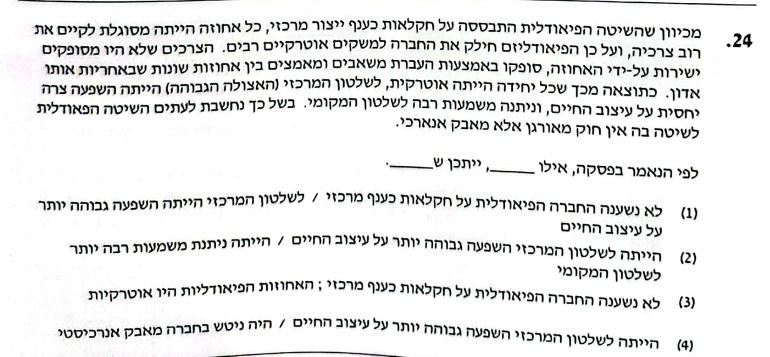 24. מכיוון שהשיטה הפיאודלית התבססה על חקלאות כענף ייצור מרכזי, כל אחוזה הייתה מסוגלת לקיים את
רוב צרכיה, ועל כן הפיאודליזם חילק את החברה למשקים אוטרקיים רבים. הצרכים שלא היו מסופקים
ישירות על-ידי האחוזה, סופקו באמצעות העברת משאבים ומאמצים בין אחוזות שונות שבאחריות אותו
אדון. כתוצאה מכך שכל יחידה הייתה אוטרקית, לשלטון המרכזי (האצולה הגבוהה) הייתה השפעה צרה
יחסית על עיצוב החיים, וניתנה משמעות רבה לשלטון המקומי. בשל כך נחשבת לעתים השיטה הפאודלית
לשיטה בה אין חוק מאורגן אלא מאבק אנארכי.
לפי הנאמר בפסקה, אילו _____, ייתכן ש_____.
(1) לא נשענה החברה הפיאודלית על חקלאות כענף מרכזי / לשלטון המרכזי הייתה השפעה גבוהה יותר
על עיצוב החיים
(2) הייתה לשלטון המרכזי השפעה גבוהה יותר על עיצוב החיים / הייתה ניתנת משמעות רבה יותר
לשלטון המקומי
(3) לא נשענה החברה הפיאודלית על חקלאות כענף מרכזי ; האחוזות הפיאודליות היו אוטרקיות
(4) הייתה לשלטון המרכזי השפעה גבוהה יותר על עיצוב החיים / היה ניטש בחברה מאבק אנרכיסטי